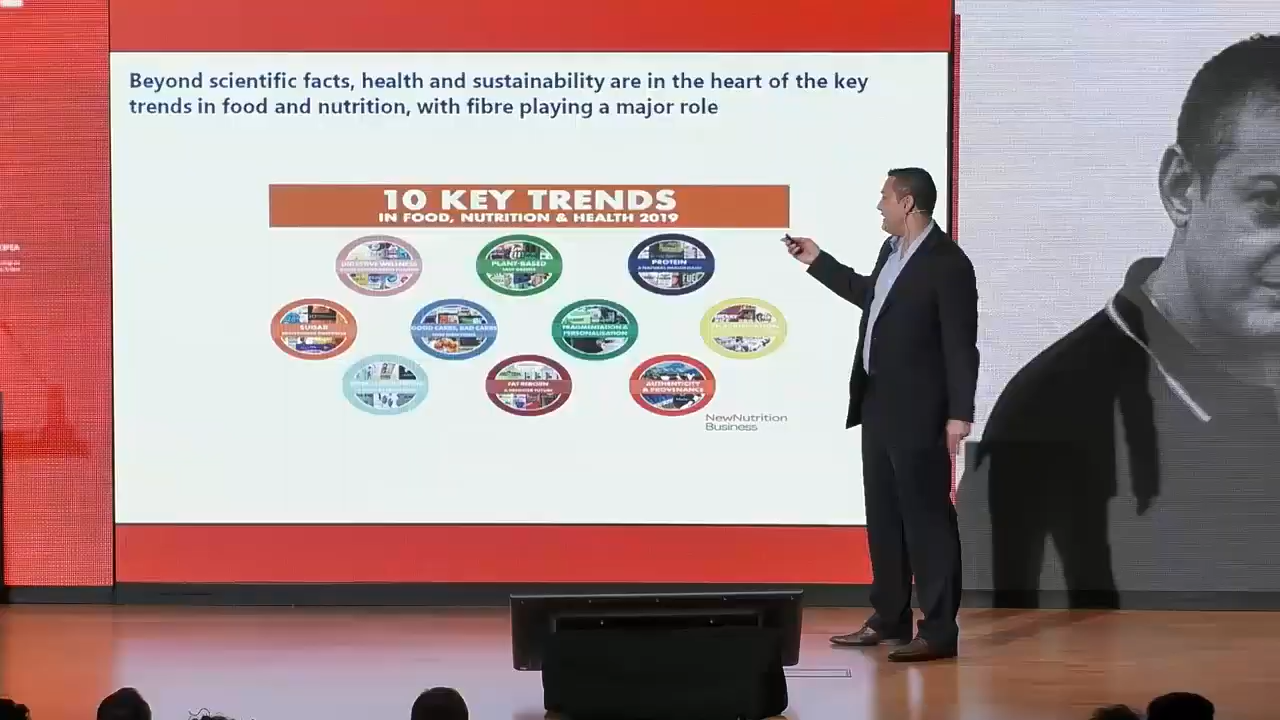 Beyond scientific facts, health and sustainability are in the heart of the key
trends in food and nutrition, with fibre playing a major role
10 KEY TRENDS
IN FOOD, NUTRITION & HEALTH 2019
DIGESTIVE WELLNESS
PLANT-BASED
PROTEIN
SUGAR
GOOD CARBS, BAD CARBS
FRAGMENTATION &
PERSONALISATION
FAT REBORN
AUTHENTICITY
& PROVENANCE
NewNutrition
Business